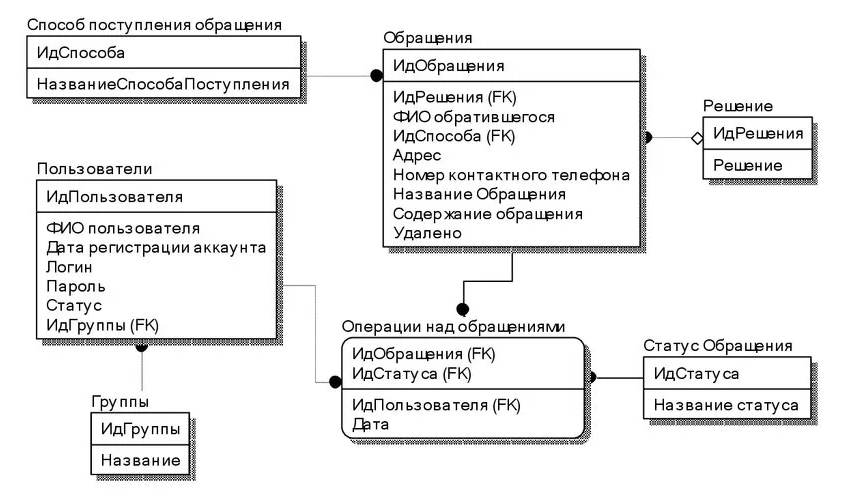 Способ поступления обращения
ИдСпособа
НазваниеСпособаПоступления
Обращения
ИдОбращения
ИдРешения (FK)
ФИО обратившегося
ИдСпособа (FK)
Адрес
Номер контактного телефона
Название Обращения
Содержание обращения
Удалено
Решение
ИдРешения
Решение
Пользователи
ИдПользователя
ФИО пользователя
Дата регистрации аккаунта
Логин
Пароль
Статус
ИдГруппы (FK)
Операции над обращениями
ИдОбращения (FK)
ИдСтатуса (FK)
ИдПользователя (FK)
Дата
Статус Обращения
ИдСтатуса
Название статуса
Группы
ИдГруппы
Название